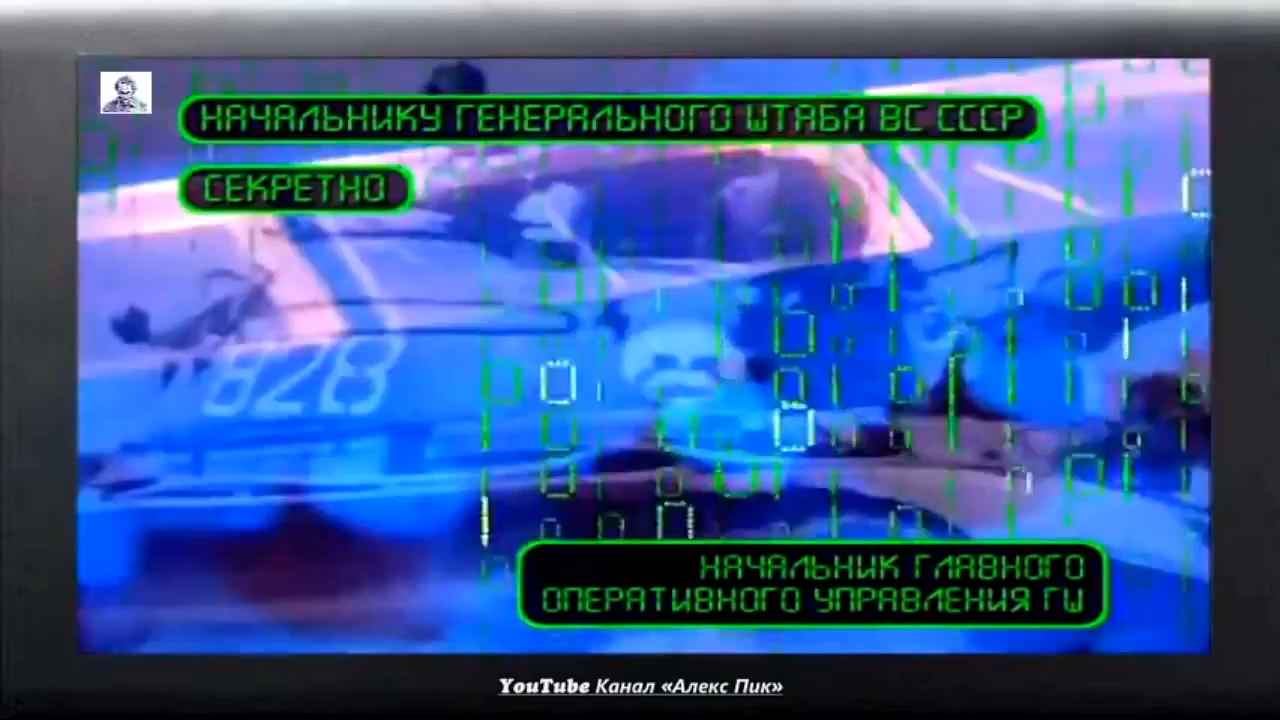 НАЧАЛЬНИКУ ГЕНЕРАЛЬНОГО ШТАБА ВС СССР
СЕКРЕТНО
828
НАЧАЛЬНИК ГЛАВНОГО
ОПЕРАТИВНОГО УПРАВЛЕНИЯ ГШ
YouTube Канал «Алекс Пик»